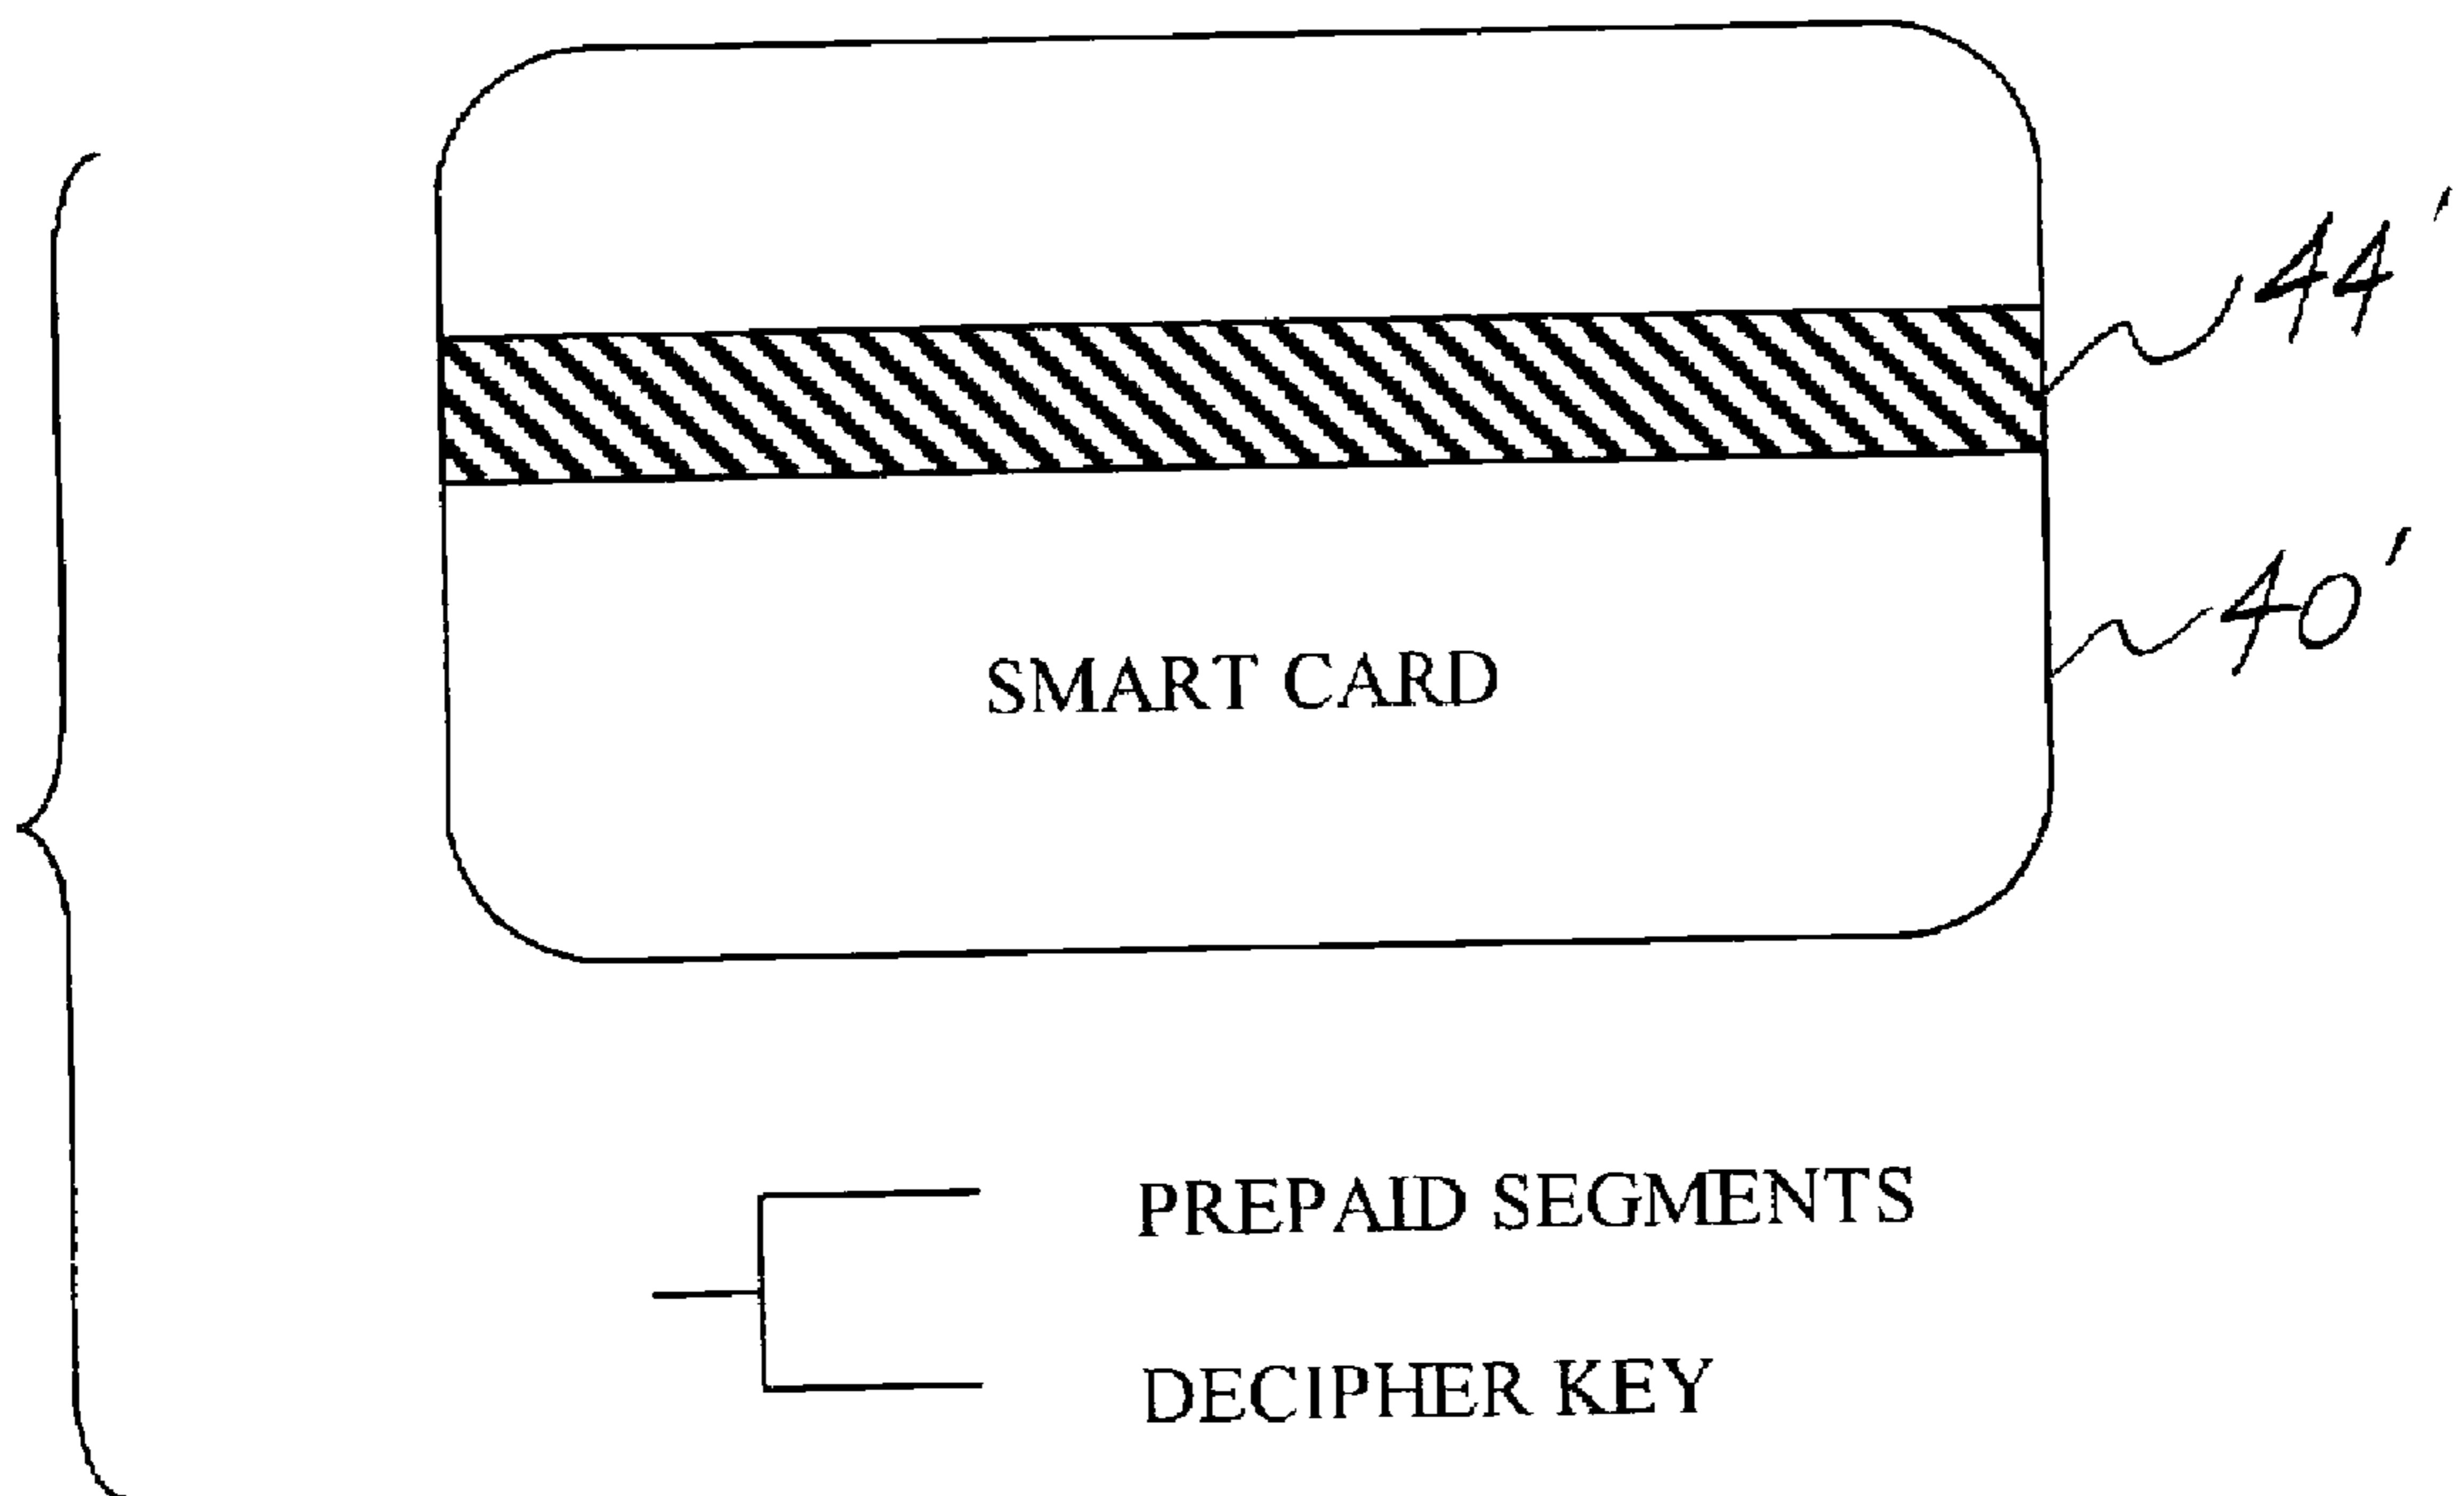 44'
40'
SMART CARD
PREPAID SEGMENTS
DECIPHER KEY